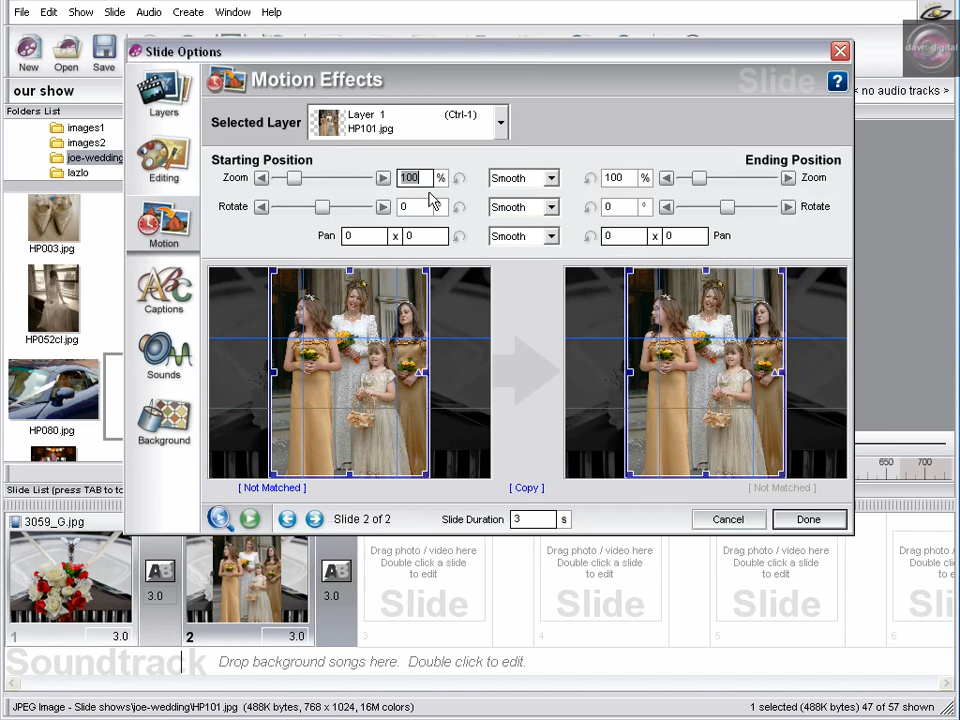 File Edit Show Slide Audio Create Window Help
davrodigital
New Open Save
Slide Options
our show
< no audio tracks >
Folders List
images1
images2
joe-wedding
lazlo
HP003.jpg
HP052cl.jpg
HP080.jpg
Layers
Editing
Motion
Captions
Sounds
Background
Motion Effects
Slide
?
Selected Layer
Layer 1 (Ctrl-1)
HP101.jpg
Starting Position Ending Position
Zoom 100 % Smooth 100 % Zoom
Rotate 0 Smooth 0 ° Rotate
Pan 0 x 0 Smooth 0 x 0 Pan
[ Not Matched ] [ Copy ] [ Not Matched ]
Slide 2 of 2 Slide Duration 3 s Cancel Done
650 700
Slide List (press TAB to to
3059_G.jpg
AB
3.0
AB
3.0
1 3.0
2 3.0
Drag photo / video here
Double click a slide
to edit
Slide
3
Drag photo / video here
Double click a slide
to edit
Slide
4
Drag photo / video here
Double click a slide
to edit
Slide
5
Drag photo
Double c
to
Sli
6
Soundtrack Drop background songs here. Double click to edit.
JPEG Image - Slide shows\joe-wedding\HP101.jpg (488K bytes, 768 x 1024, 16M colors) 1 selected (488K bytes) 47 of 57 shown